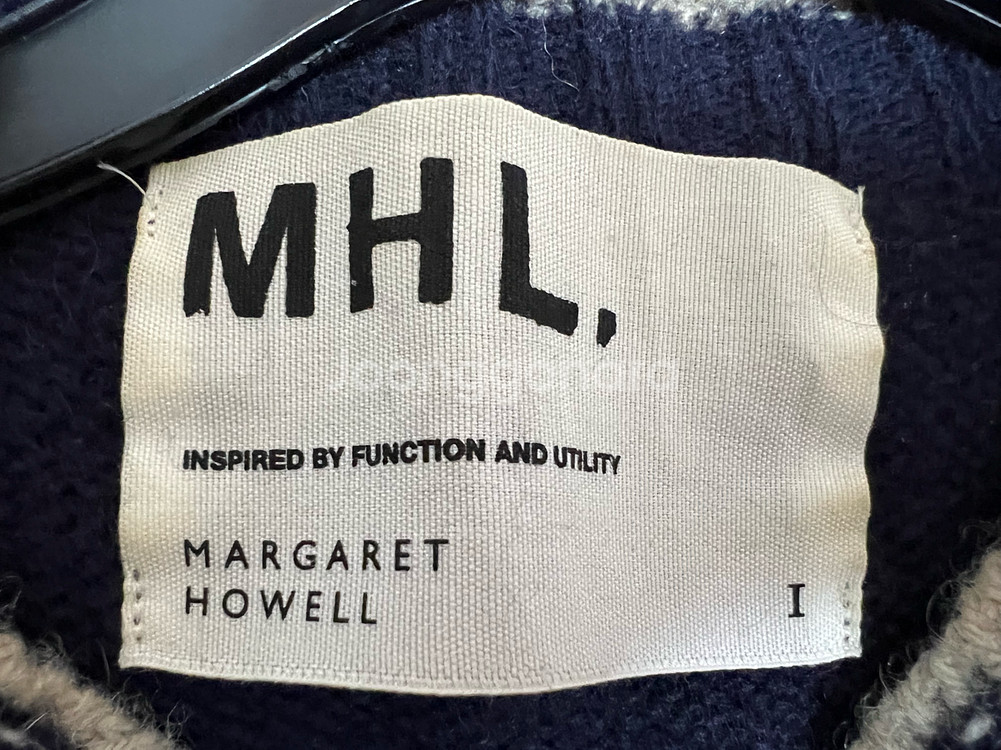 MHL.
INSPIRED BY FUNCTION AND UTILITY
MARGARET
HOWELL
I